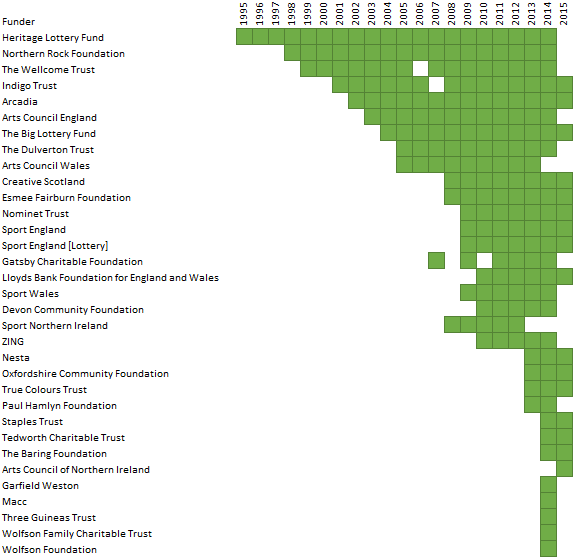 Funder 1995 1996 1997 1998 1999 2000 2001 2002 2003 2004 2005 2006 2007 2008 2009 2010 2011 2012 2013 2014 2015
Heritage Lottery Fund
Northern Rock Foundation
The Wellcome Trust
Indigo Trust
Arcadia
Arts Council England
The Big Lottery Fund
The Dulverton Trust
Arts Council Wales
Creative Scotland
Esmee Fairburn Foundation
Nominet Trust
Sport England
Sport England [Lottery]
Gatsby Charitable Foundation
Lloyds Bank Foundation for England and Wales
Sport Wales
Devon Community Foundation
Sport Northern Ireland
ZING
Nesta
Oxfordshire Community Foundation
True Colours Trust
Paul Hamlyn Foundation
Staples Trust
Tedworth Charitable Trust
The Baring Foundation
Arts Council of Northern Ireland
Garfield Weston
Macc
Three Guineas Trust
Wolfson Family Charitable Trust
Wolfson Foundation